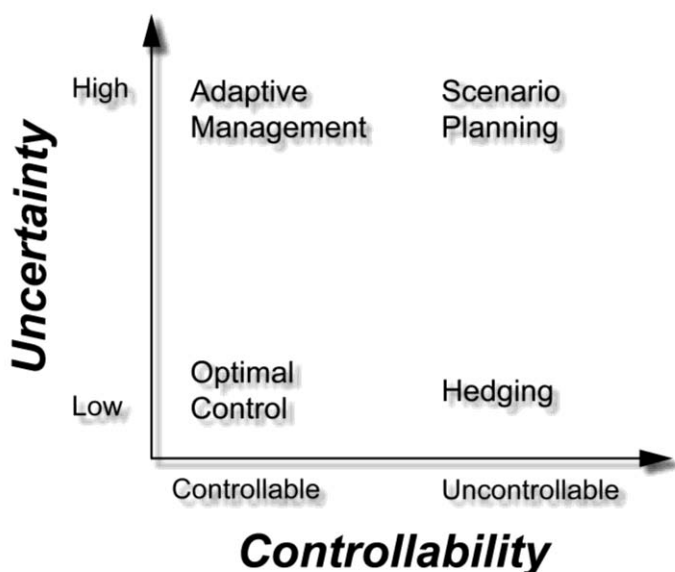 High
Adaptive
Management
Scenario
Planning
Uncertainty
Low
Optimal
Control
Hedging
Controllable
Uncontrollable
Controllability